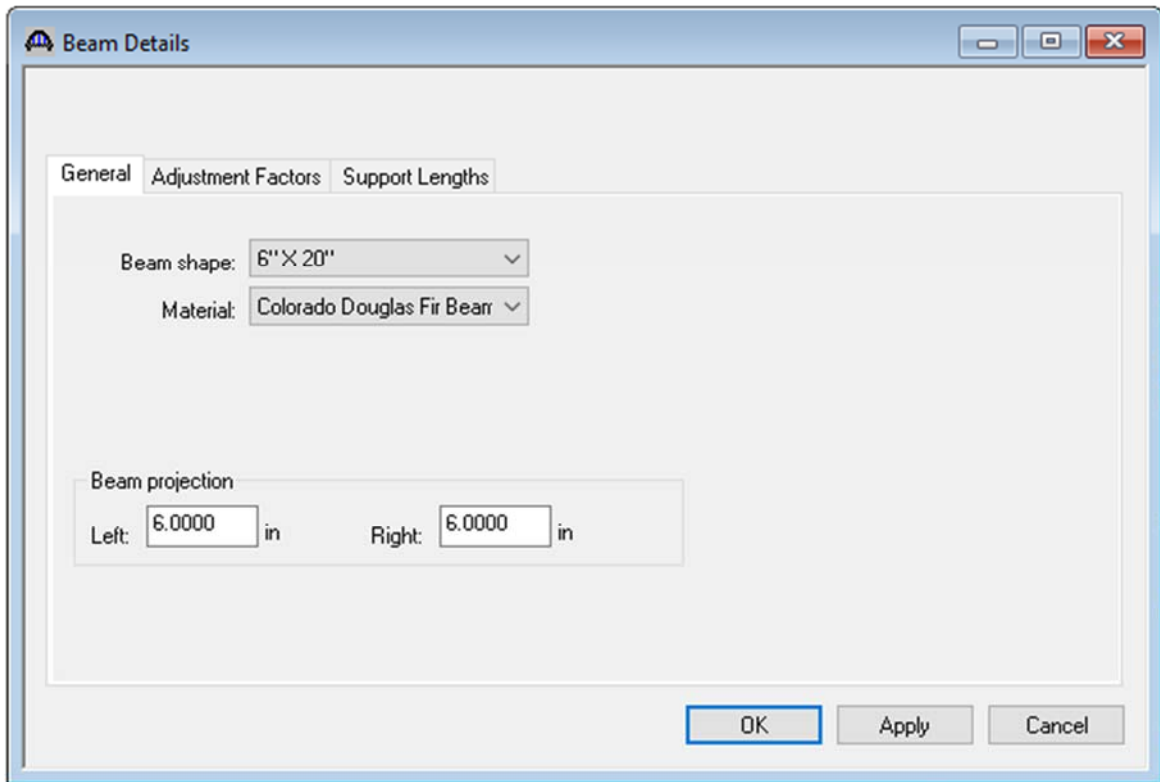 Beam Details
General Adjustment Factors Support Lengths
Beam shape: 6" X 20"
Material: Colorado Douglas Fir Beam
Beam projection
Left: 6.0000 in Right: 6.0000 in
OK Apply Cancel